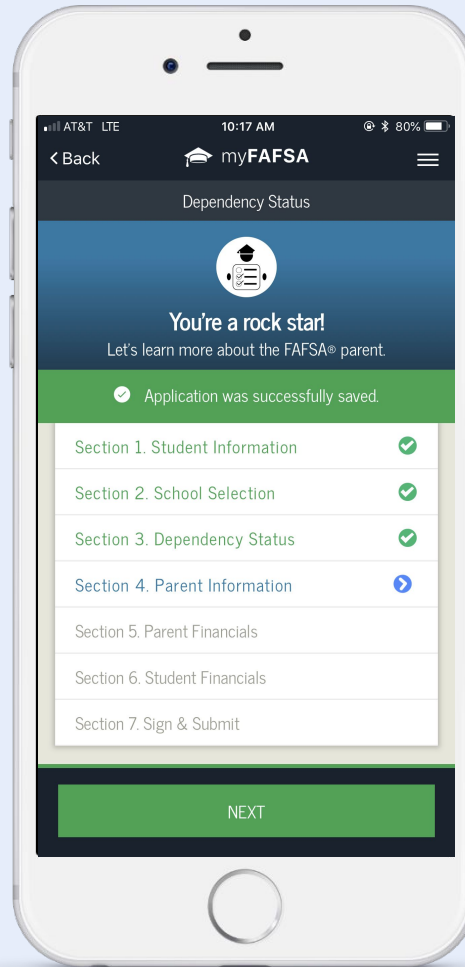 AT&T LTE 10:17 AM 80%
< Back myFAFSA
Dependency Status
You're a rock star!
Let's learn more about the FAFSA® parent.
Application was successfully saved.
Section 1. Student Information
Section 2. School Selection
Section 3. Dependency Status
Section 4. Parent Information
Section 5. Parent Financials
Section 6. Student Financials
Section 7. Sign & Submit
NEXT